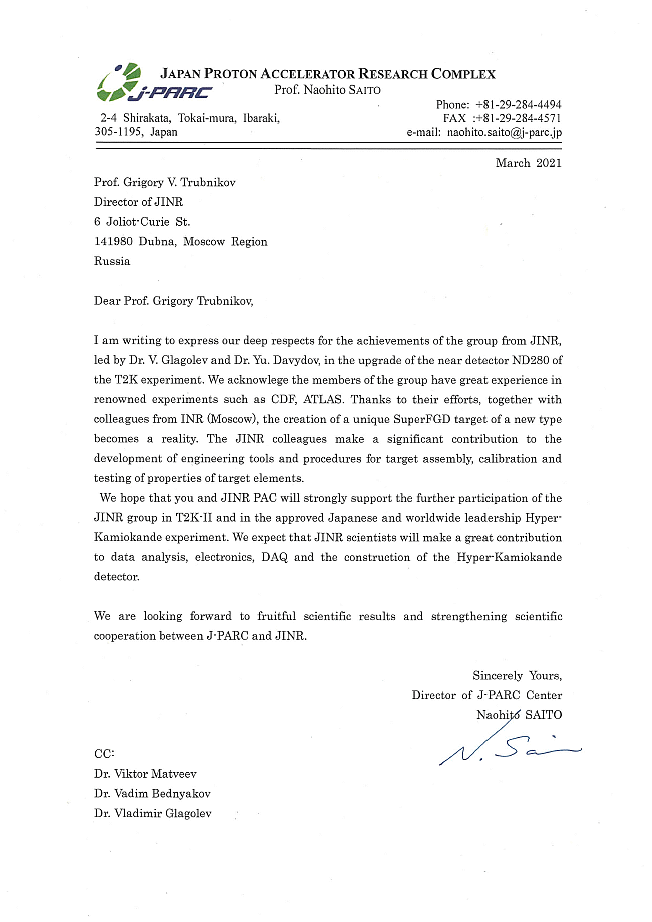 JAPAN PROTON ACCELERATOR RESEARCH COMPLEX
J-PARC
Prof. Naohito SAITO
Phone: +81-29-284-4494
2-4 Shirakata, Tokai-mura, Ibaraki,
FAX :+81-29-284-4571
305-1195, Japan
e-mail: naohito.saito@j-parc.jp
March 2021
Prof. Grigory V. Trubnikov
Director of JINR
6 Joliot-Curie St.
141980 Dubna, Moscow Region
Russia
Dear Prof. Grigory Trubnikov,
I am writing to express our deep respects for the achievements of the group from JINR,
led by Dr. V. Glagolev and Dr. Yu. Davydov, in the upgrade of the near detector ND280 of
the T2K experiment. We acknowlege the members of the group have great experience in
renowned experiments such as CDF, ATLAS. Thanks to their efforts, together with
colleagues from INR (Moscow), the creation of a unique SuperFGD target of a new type
becomes a reality. The JINR colleagues make a significant contribution to the
development of engineering tools and procedures for target assembly, calibration and
testing of properties of target elements.
We hope that you and JINR PAC will strongly support the further participation of the
JINR group in T2K-II and in the approved Japanese and worldwide leadership Hyper-
Kamiokande experiment. We expect that JINR scientists will make a great contribution
to data analysis, electronics, DAQ and the construction of the Hyper-Kamiokande
detector.
We are looking forward to fruitful scientific results and strengthening scientific
cooperation between J-PARC and JINR.
Sincerely Yours,
Director of J-PARC Center
Naohito SAITO
N. Sai
CC:
Dr. Viktor Matveev
Dr. Vadim Bednyakov
Dr. Vladimir Glagolev